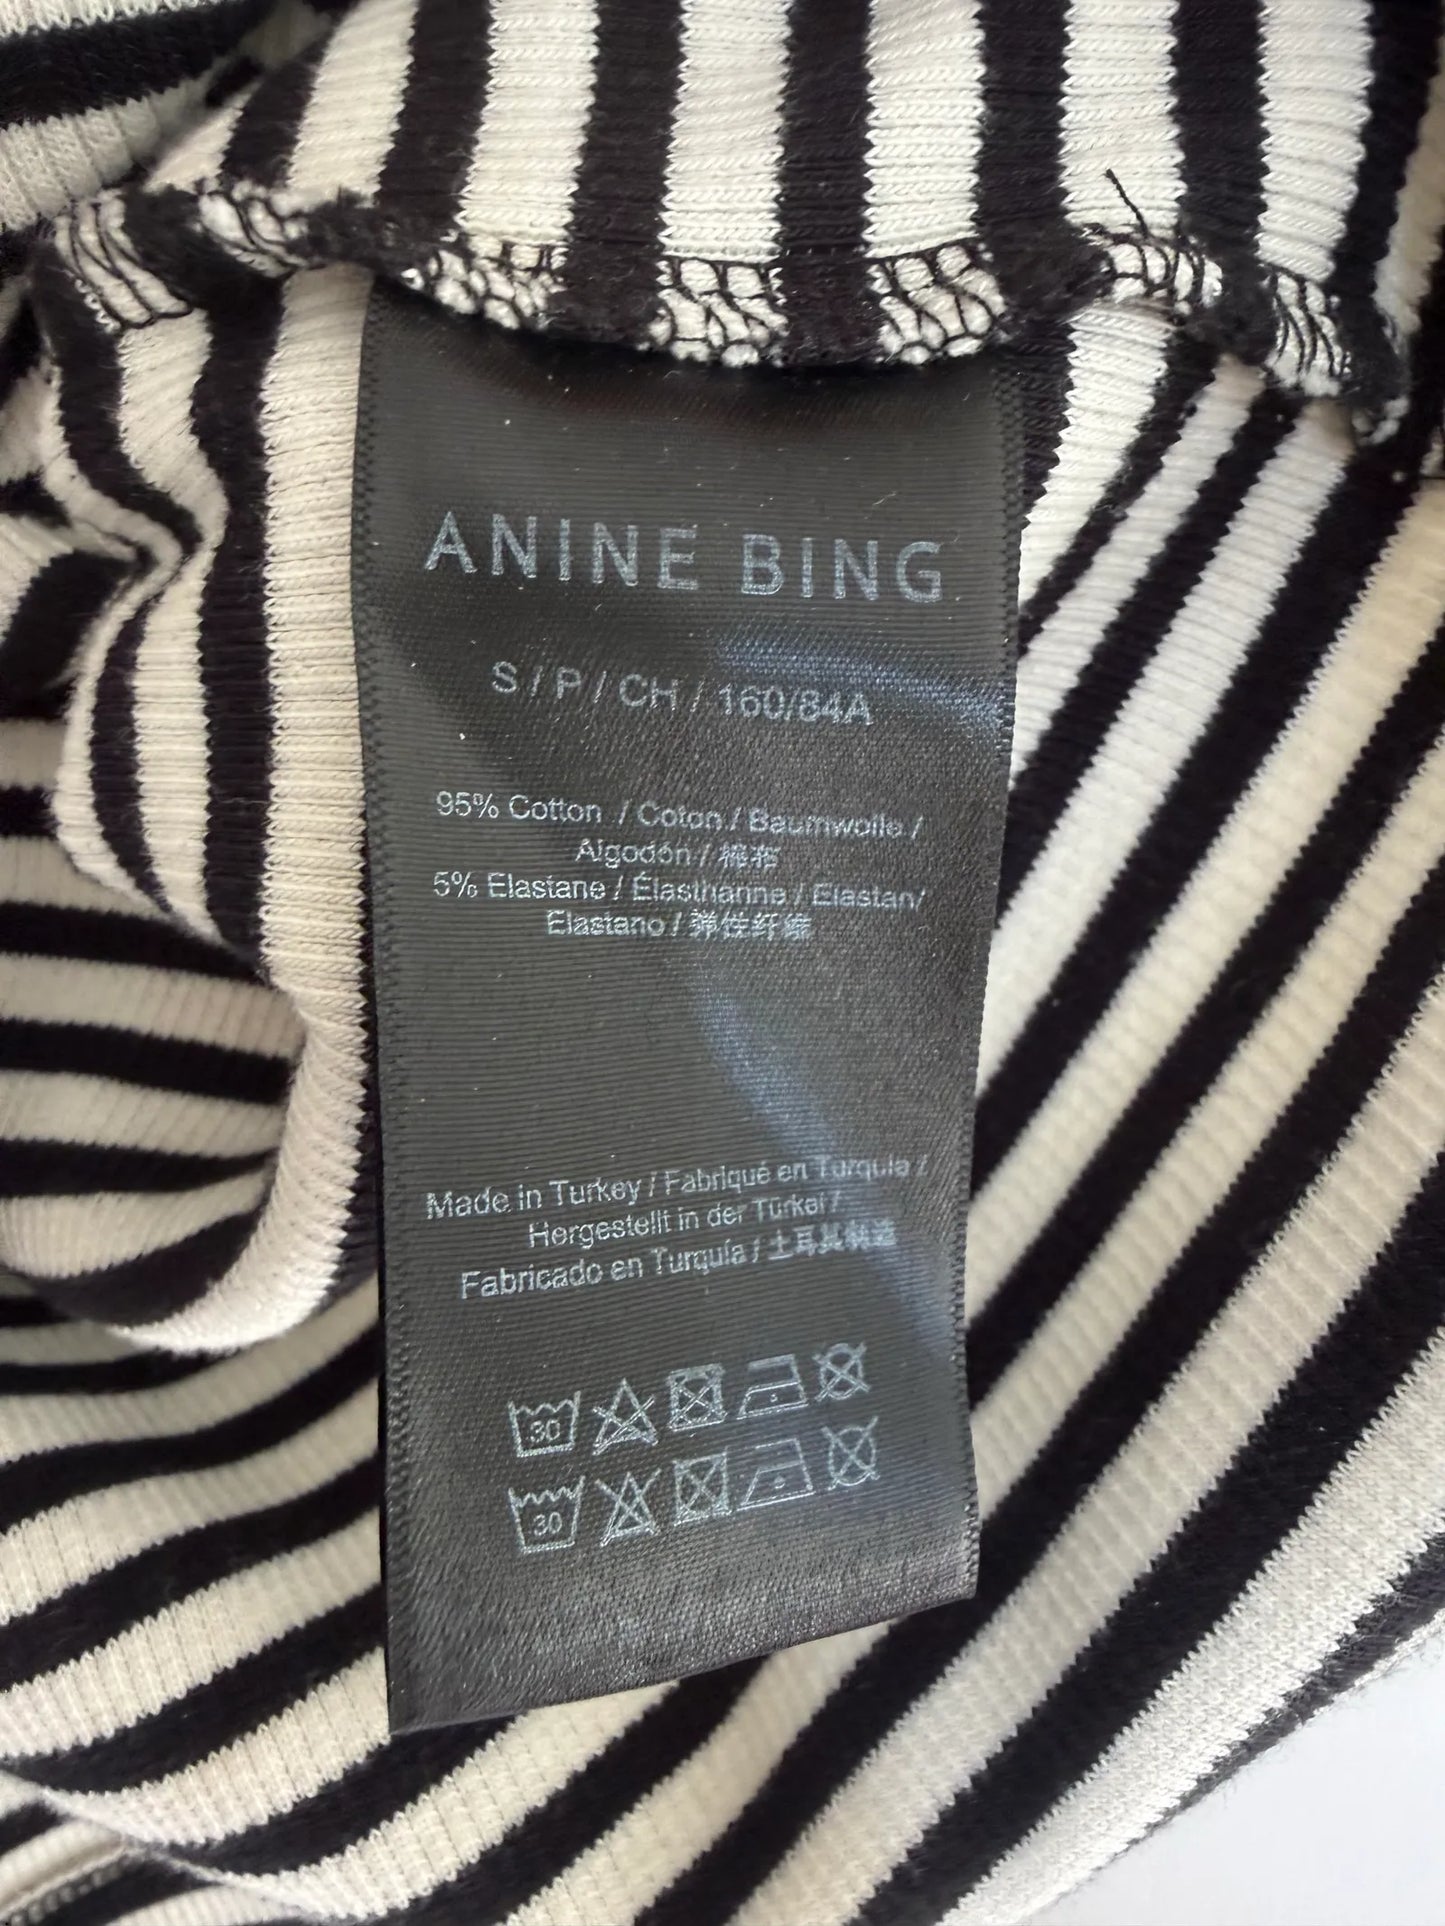 ANINE BING
S / P / CH / 160/84A
95% Cotton / Coton / Baumwolle /
Algodón / 棉布
5% Elastane / Élasthanne / Elastan/
Elastano / 弹性纤维
Made in Turkey / Fabriqué en Turquie /
Hergestellt in der Türkei /
Fabricado en Turquía / 土耳其制造
30
30